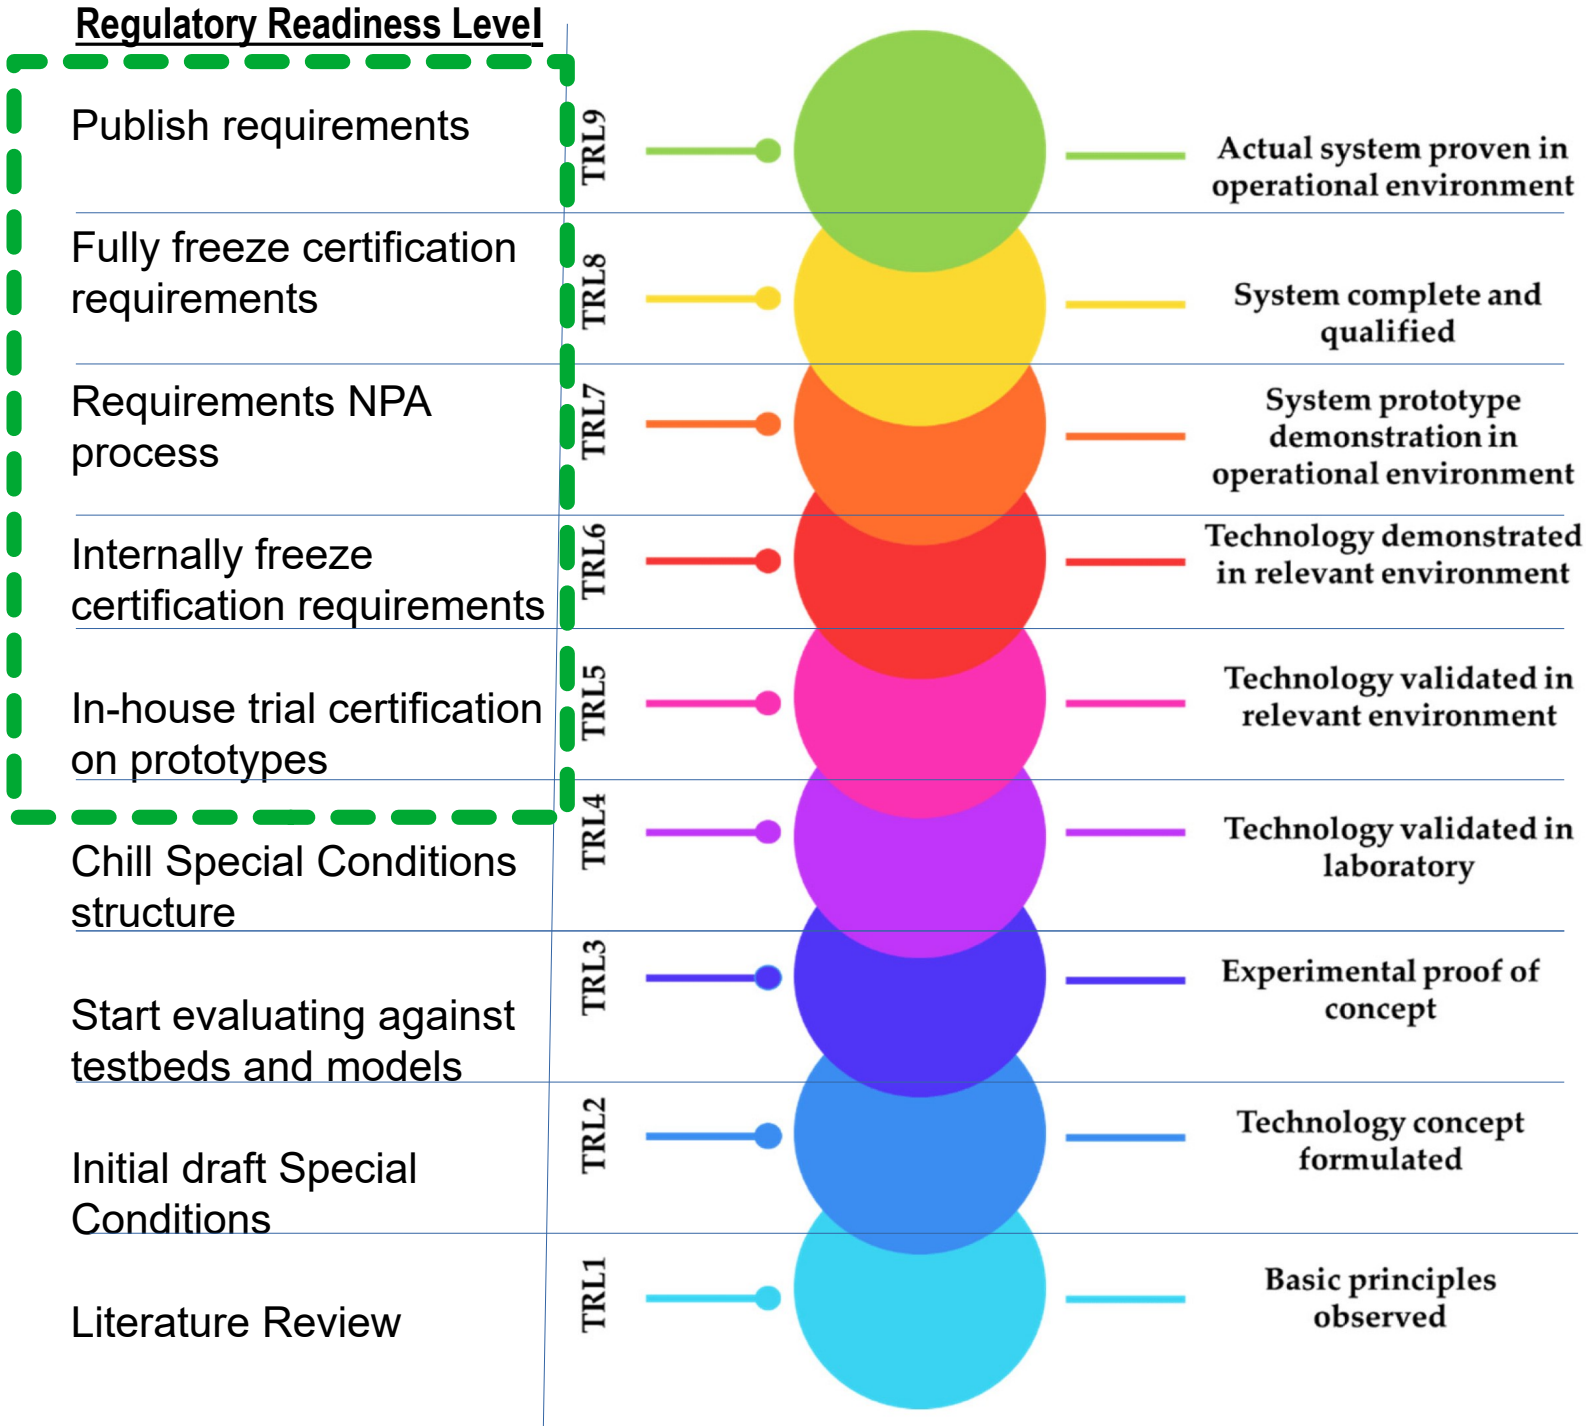 Regulatory Readiness Level
Publish requirements
TRL9
Actual system proven in
operational environment
Fully freeze certification
requirements
TRL8
System complete and
qualified
Requirements NPA
process
TRL7
System prototype
demonstration in
operational environment
Internally freeze
certification requirements
TRL6
Technology demonstrated
in relevant environment
In-house trial certification
on prototypes
TRL5
Technology validated in
relevant environment
Chill Special Conditions
structure
TRL4
Technology validated in
laboratory
Start evaluating against
testbeds and models
TRL3
Experimental proof of
concept
Initial draft Special
Conditions
TRL2
Technology concept
formulated
Literature Review
TRL1
Basic principles
observed